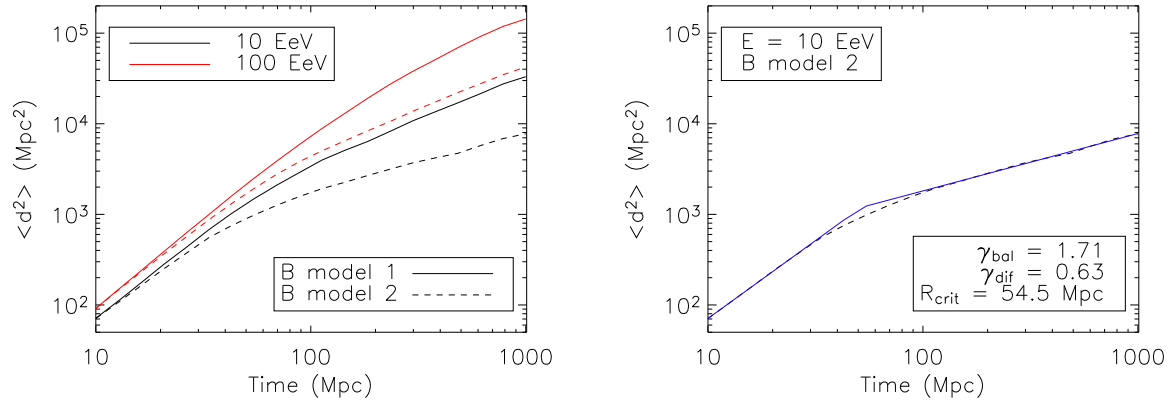 10⁵
10⁴
10³
10²
<d²> (Mpc²)
10 EeV
100 EeV
B model 1
B model 2
10
100
1000
Time (Mpc)
10⁵
10⁴
10³
10²
<d²> (Mpc²)
E = 10 EeV
B model 2
γbal = 1.71
γdif = 0.63
Rcrit = 54.5 Mpc
10
100
1000
Time (Mpc)